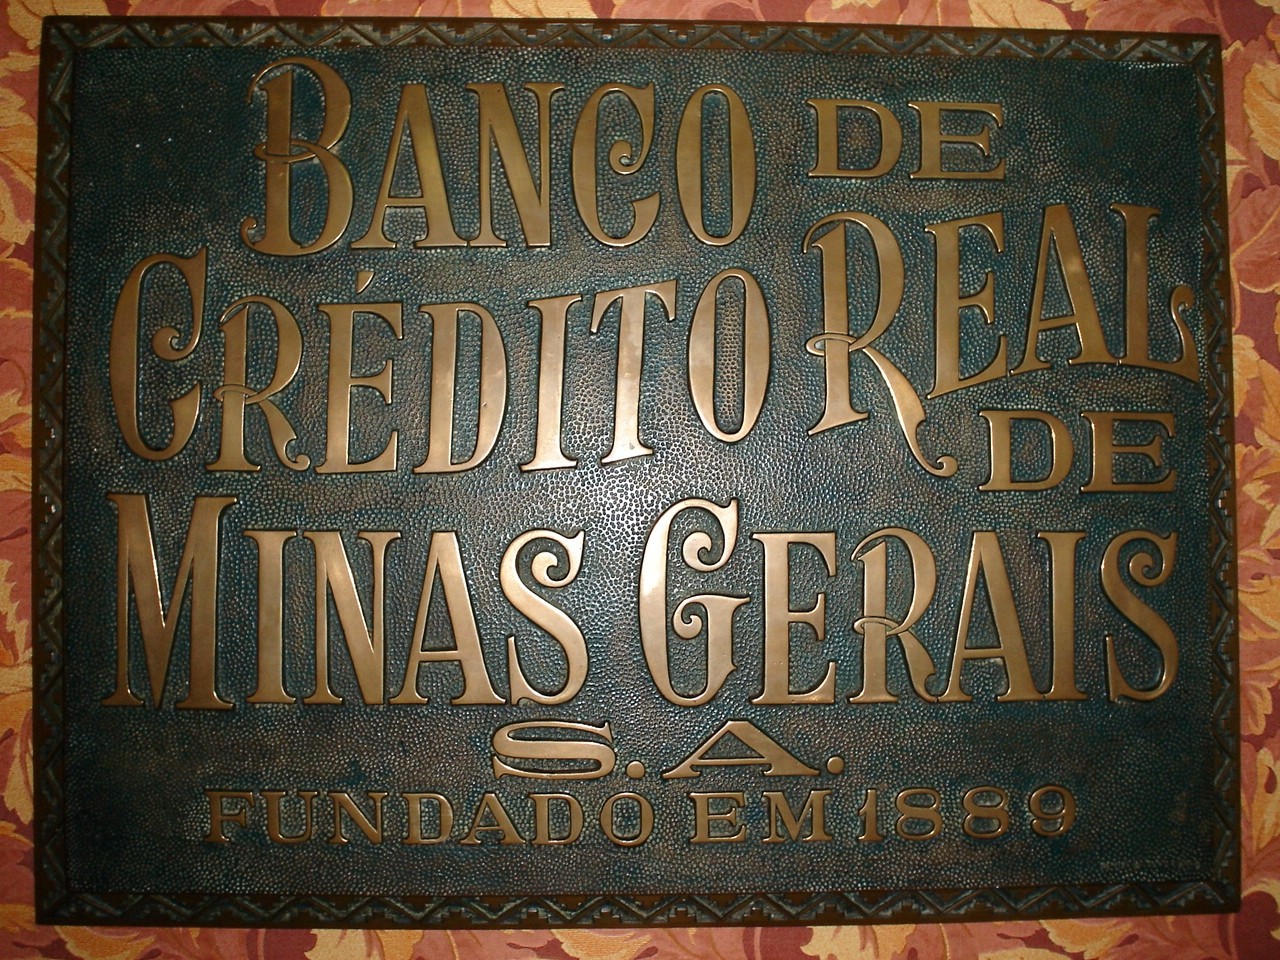 BANCO DE
CRÉDITO REAL
DE
MINAS GERAIS
S.A.
FUNDADO EM 1889